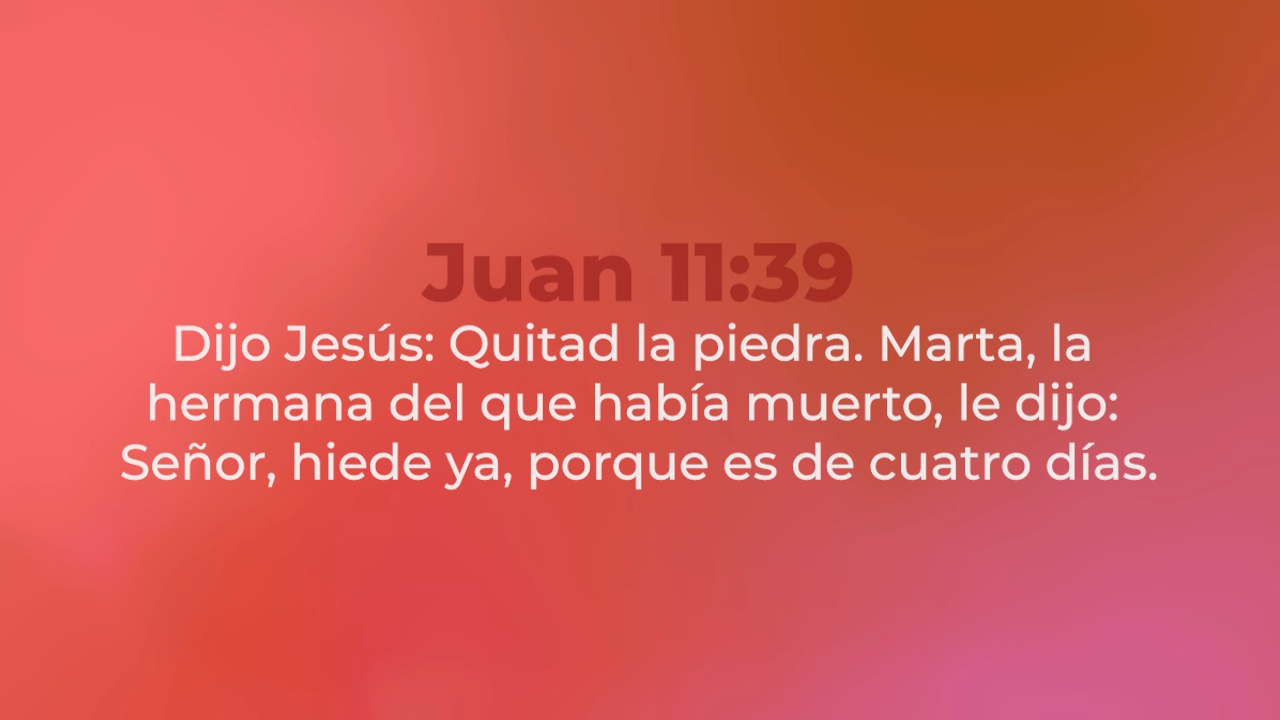 Juan 11:39
Dijo Jesús: Quitad la piedra. Marta, la
hermana del que había muerto, le dijo:
Señor, hiede ya, porque es de cuatro días.